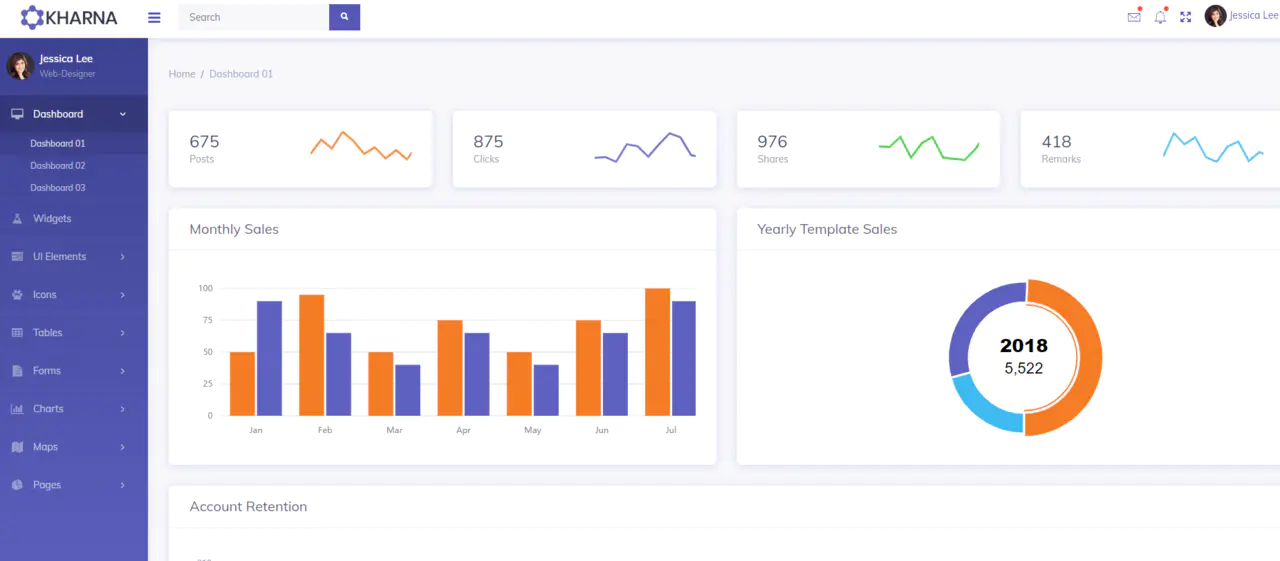 KHARNA
Search
Jessica Lee
Jessica Lee
Web-Designer
Dashboard
Dashboard 01
Dashboard 02
Dashboard 03
Widgets
UI Elements
Icons
Tables
Forms
Charts
Maps
Pages
Home / Dashboard 01
675
Posts
875
Clicks
976
Shares
418
Remarks
Monthly Sales
100
75
50
25
0
Jan Feb Mar Apr May Jun Jul
Yearly Template Sales
2018
5,522
Account Retention